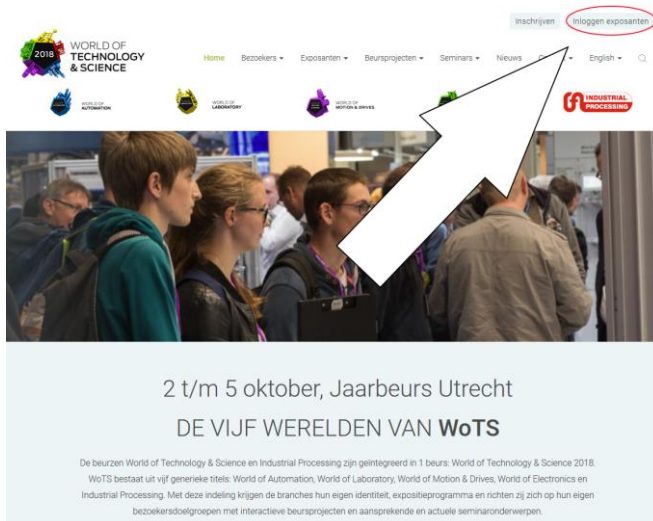 Inschrijven Inloggen exposanten
2018
WORLD OF
TECHNOLOGY
& SCIENCE
Home Bezoekers Exposanten Beursprojecten Seminars Nieuws English
WORLD OF
AUTOMATION
WORLD OF
LABORATORY
WORLD OF
MOTION & DRIVES
INDUSTRIAL
PROCESSING
2 t/m 5 oktober, Jaarbeurs Utrecht
DE VIJF WERELDEN VAN WoTS
De beurzen World of Technology & Science en Industrial Processing zijn geïntegreerd in 1 beurs: World of Technology & Science 2018.
WoTS bestaat uit vijf generieke titels: World of Automation, World of Laboratory, World of Motion & Drives, World of Electronics en
Industrial Processing. Met deze indeling krijgen de branches hun eigen identiteit, expositieprogramma en richten zij zich op hun eigen
bezoekersdoelgroepen met interactieve beursprojecten en aansprekende en actuele seminaronderwerpen.